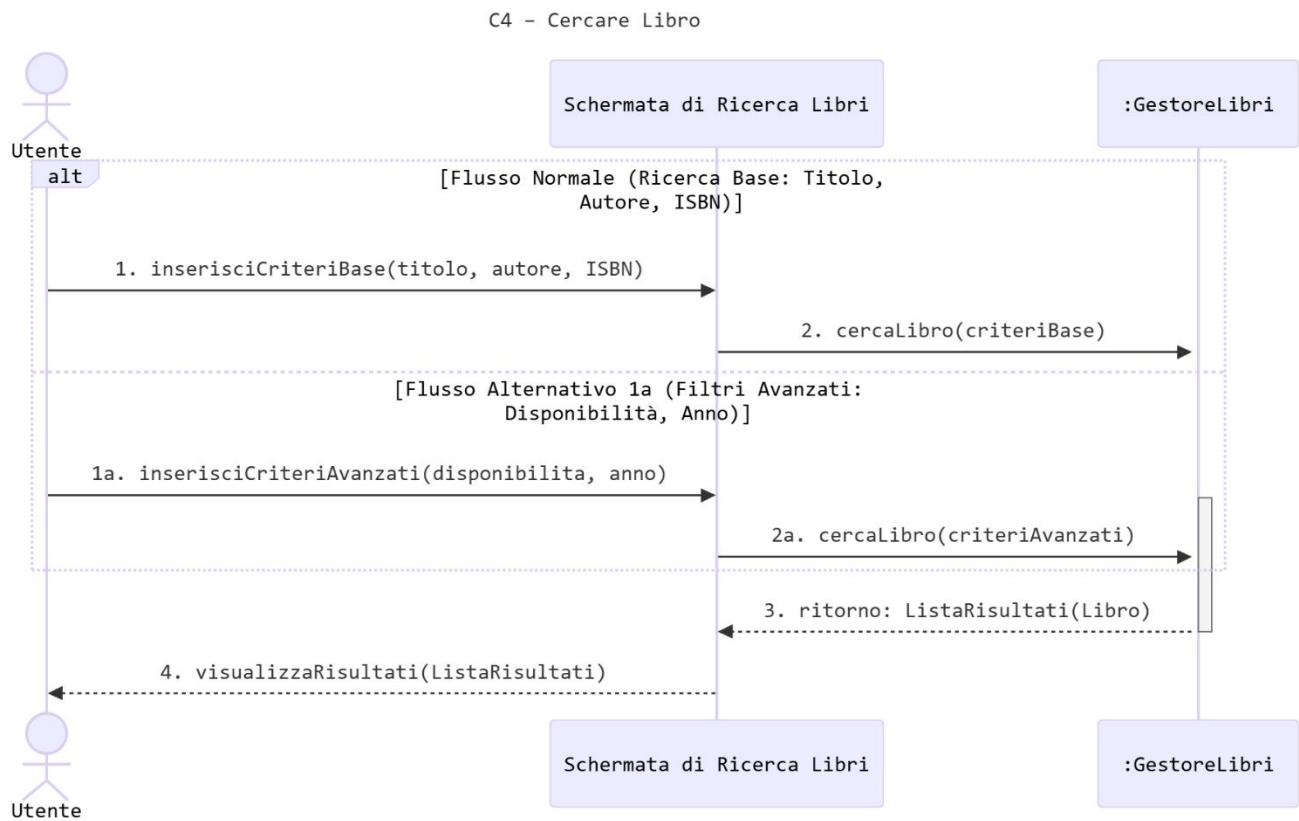 C4 – Cercare Libro
Schermata di Ricerca Libri
:GestoreLibri
Utente
alt
[Flusso Normale (Ricerca Base: Titolo,
Autore, ISBN)]
1. inserisciCriteriBase(titolo, autore, ISBN)
2. cercaLibro(criteriBase)
[Flusso Alternativo 1a (Filtri Avanzati:
Disponibilità, Anno)]
1a. inserisciCriteriAvanzati(disponibilita, anno)
2a. cercaLibro(criteriAvanzati)
3. ritorno: ListaRisultati(Libro)
4. visualizzaRisultati(ListaRisultati)
Schermata di Ricerca Libri
:GestoreLibri
Utente